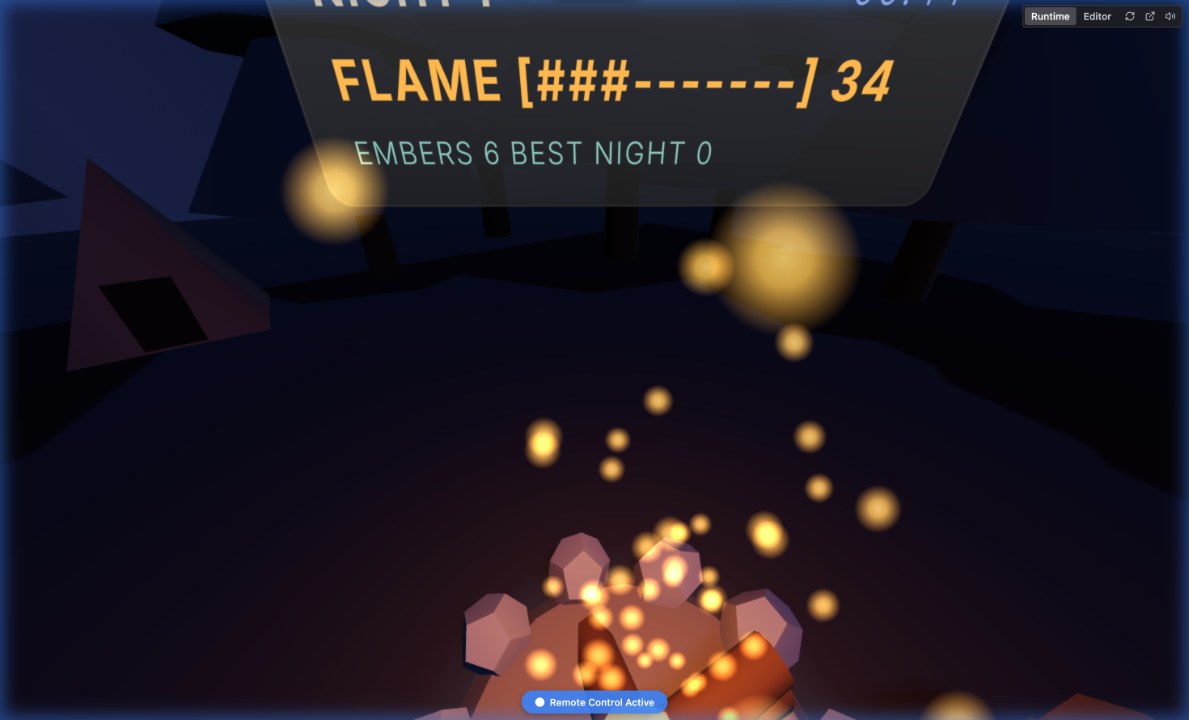 Runtime Editor
FLAME [###-------] 34
EMBERS 6 BEST NIGHT 0
Remote Control Active